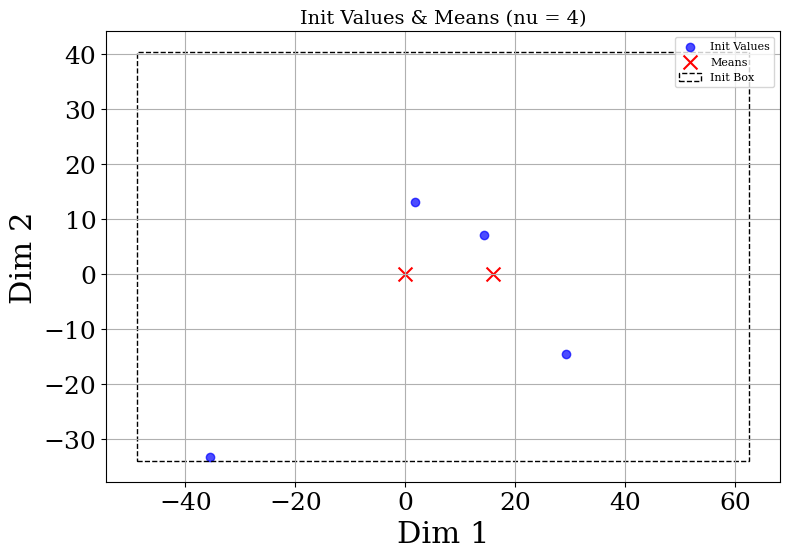 Init Values & Means (nu = 4)
Init Values
Means
Init Box
Dim 2
40
30
20
10
0
−10
−20
−30
−40
−20
0
20
40
60
Dim 1